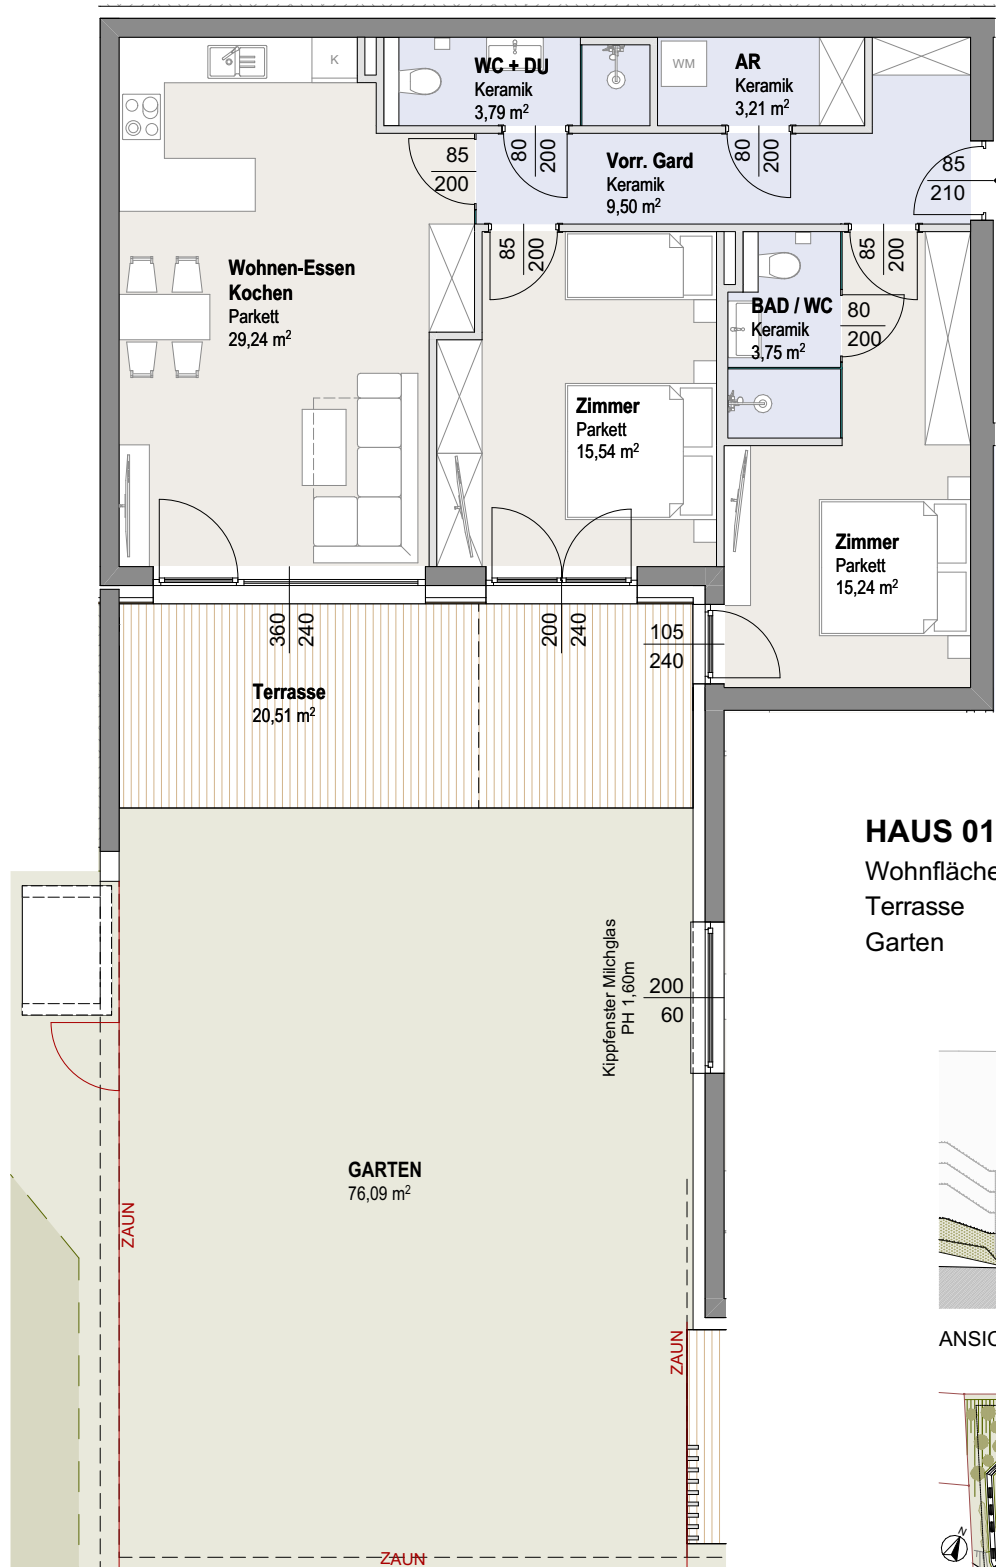 K
WC + DU
Keramik
3,79 m²
WM
AR
Keramik
3,21 m²
85
200
80
200
80
200
85
210
Vorr. Gard
Keramik
9,50 m²
85
200
85
200
Wohnen-Essen
Kochen
Parkett
29,24 m²
BAD / WC
Keramik
3,75 m²
80
200
Zimmer
Parkett
15,54 m²
Zimmer
Parkett
15,24 m²
360
240
200
240
105
240
Terrasse
20,51 m²
HAUS 01
Wohnfläche
Terrasse
Garten
Kippfenster Milchglas
PH 1,60m
200
60
GARTEN
76,09 m²
ZAUN
ZAUN
ZAUN
ANSIC
N